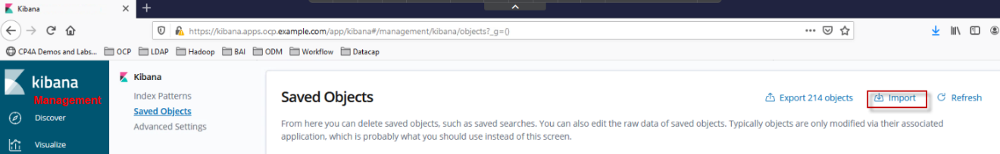 Kibana
https://kibana.apps.ocp.example.com/app/kibana#/management/kibana/objects?_g=()
CP4A Demos and Labs... OCP LDAP Hadoop BAI ODM Workflow Datacap
kibana
Management
Discover
Visualize
Kibana
Index Patterns
Saved Objects
Advanced Settings
Saved Objects
Export 214 objects Import Refresh
From here you can delete saved objects, such as saved searches. You can also edit the raw data of saved objects. Typically objects are only modified via their associated
application, which is probably what you should use instead of this screen.